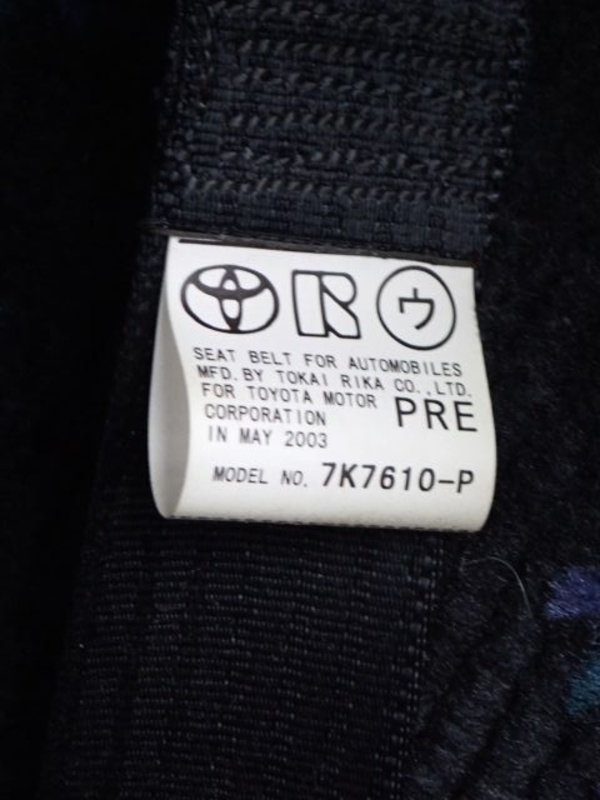 R ウ
SEAT BELT FOR AUTOMOBILES
MFD. BY TOKAI RIKA CO., LTD.
FOR TOYOTA MOTOR
CORPORATION
PRE
IN MAY 2003
MODEL NO. 7K7610-P